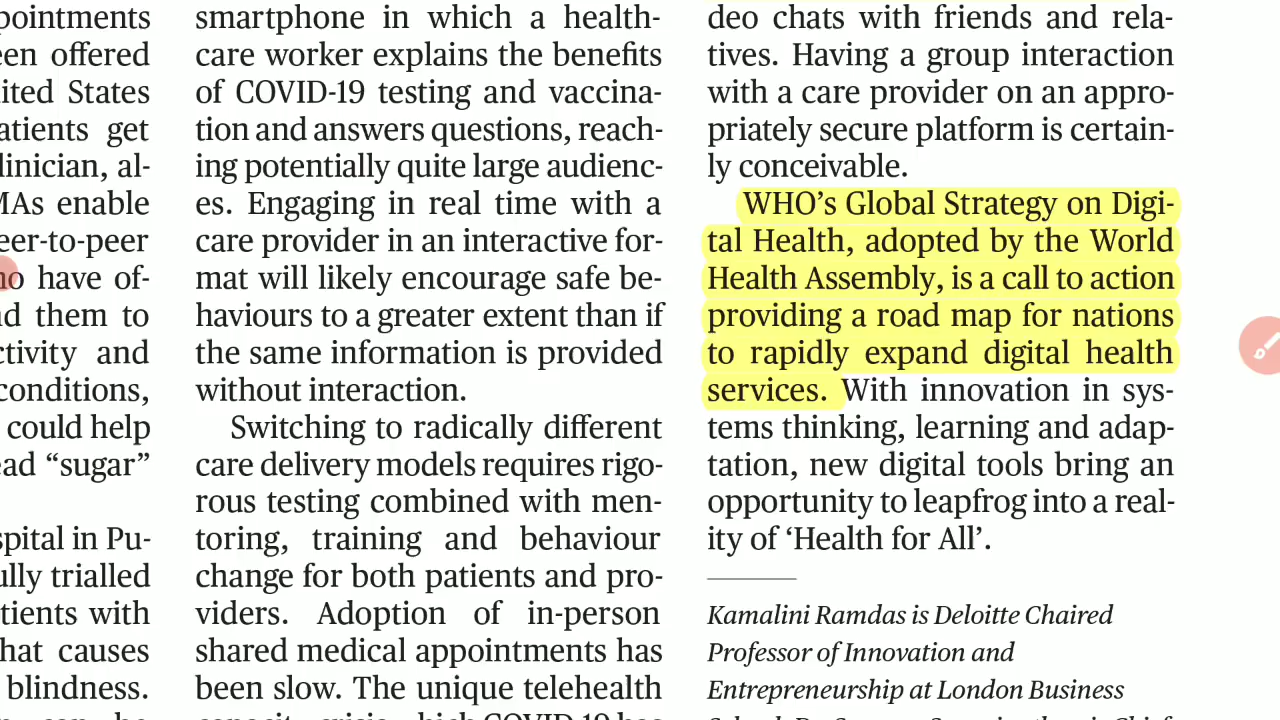 pointments
een offered
ited States
atients get
linician, al-
MAs enable
eer-to-peer
have of-
them to
ctivity and
conditions,
could help
ead “sugar”
spital in Pu-
ully trialled
tients with
hat causes
blindness.
smartphone in which a health-
care worker explains the benefits
of COVID-19 testing and vaccina-
tion and answers questions, reach-
ing potentially quite large audienc-
es. Engaging in real time with a
care provider in an interactive for-
mat will likely encourage safe be-
haviours to a greater extent than if
the same information is provided
without interaction.
Switching to radically different
care delivery models requires rigo-
rous testing combined with men-
toring, training and behaviour
change for both patients and pro-
viders. Adoption of in-person
shared medical appointments has
been slow. The unique telehealth
deo chats with friends and rela-
tives. Having a group interaction
with a care provider on an appro-
priately secure platform is certain-
ly conceivable.
WHO’s Global Strategy on Digi-
tal Health, adopted by the World
Health Assembly, is a call to action
providing a road map for nations
to rapidly expand digital health
services. With innovation in sys-
tems thinking, learning and adap-
tation, new digital tools bring an
opportunity to leapfrog into a real-
ity of ‘Health for All’.
Kamalini Ramdas is Deloitte Chaired
Professor of Innovation and
Entrepreneurship at London Business